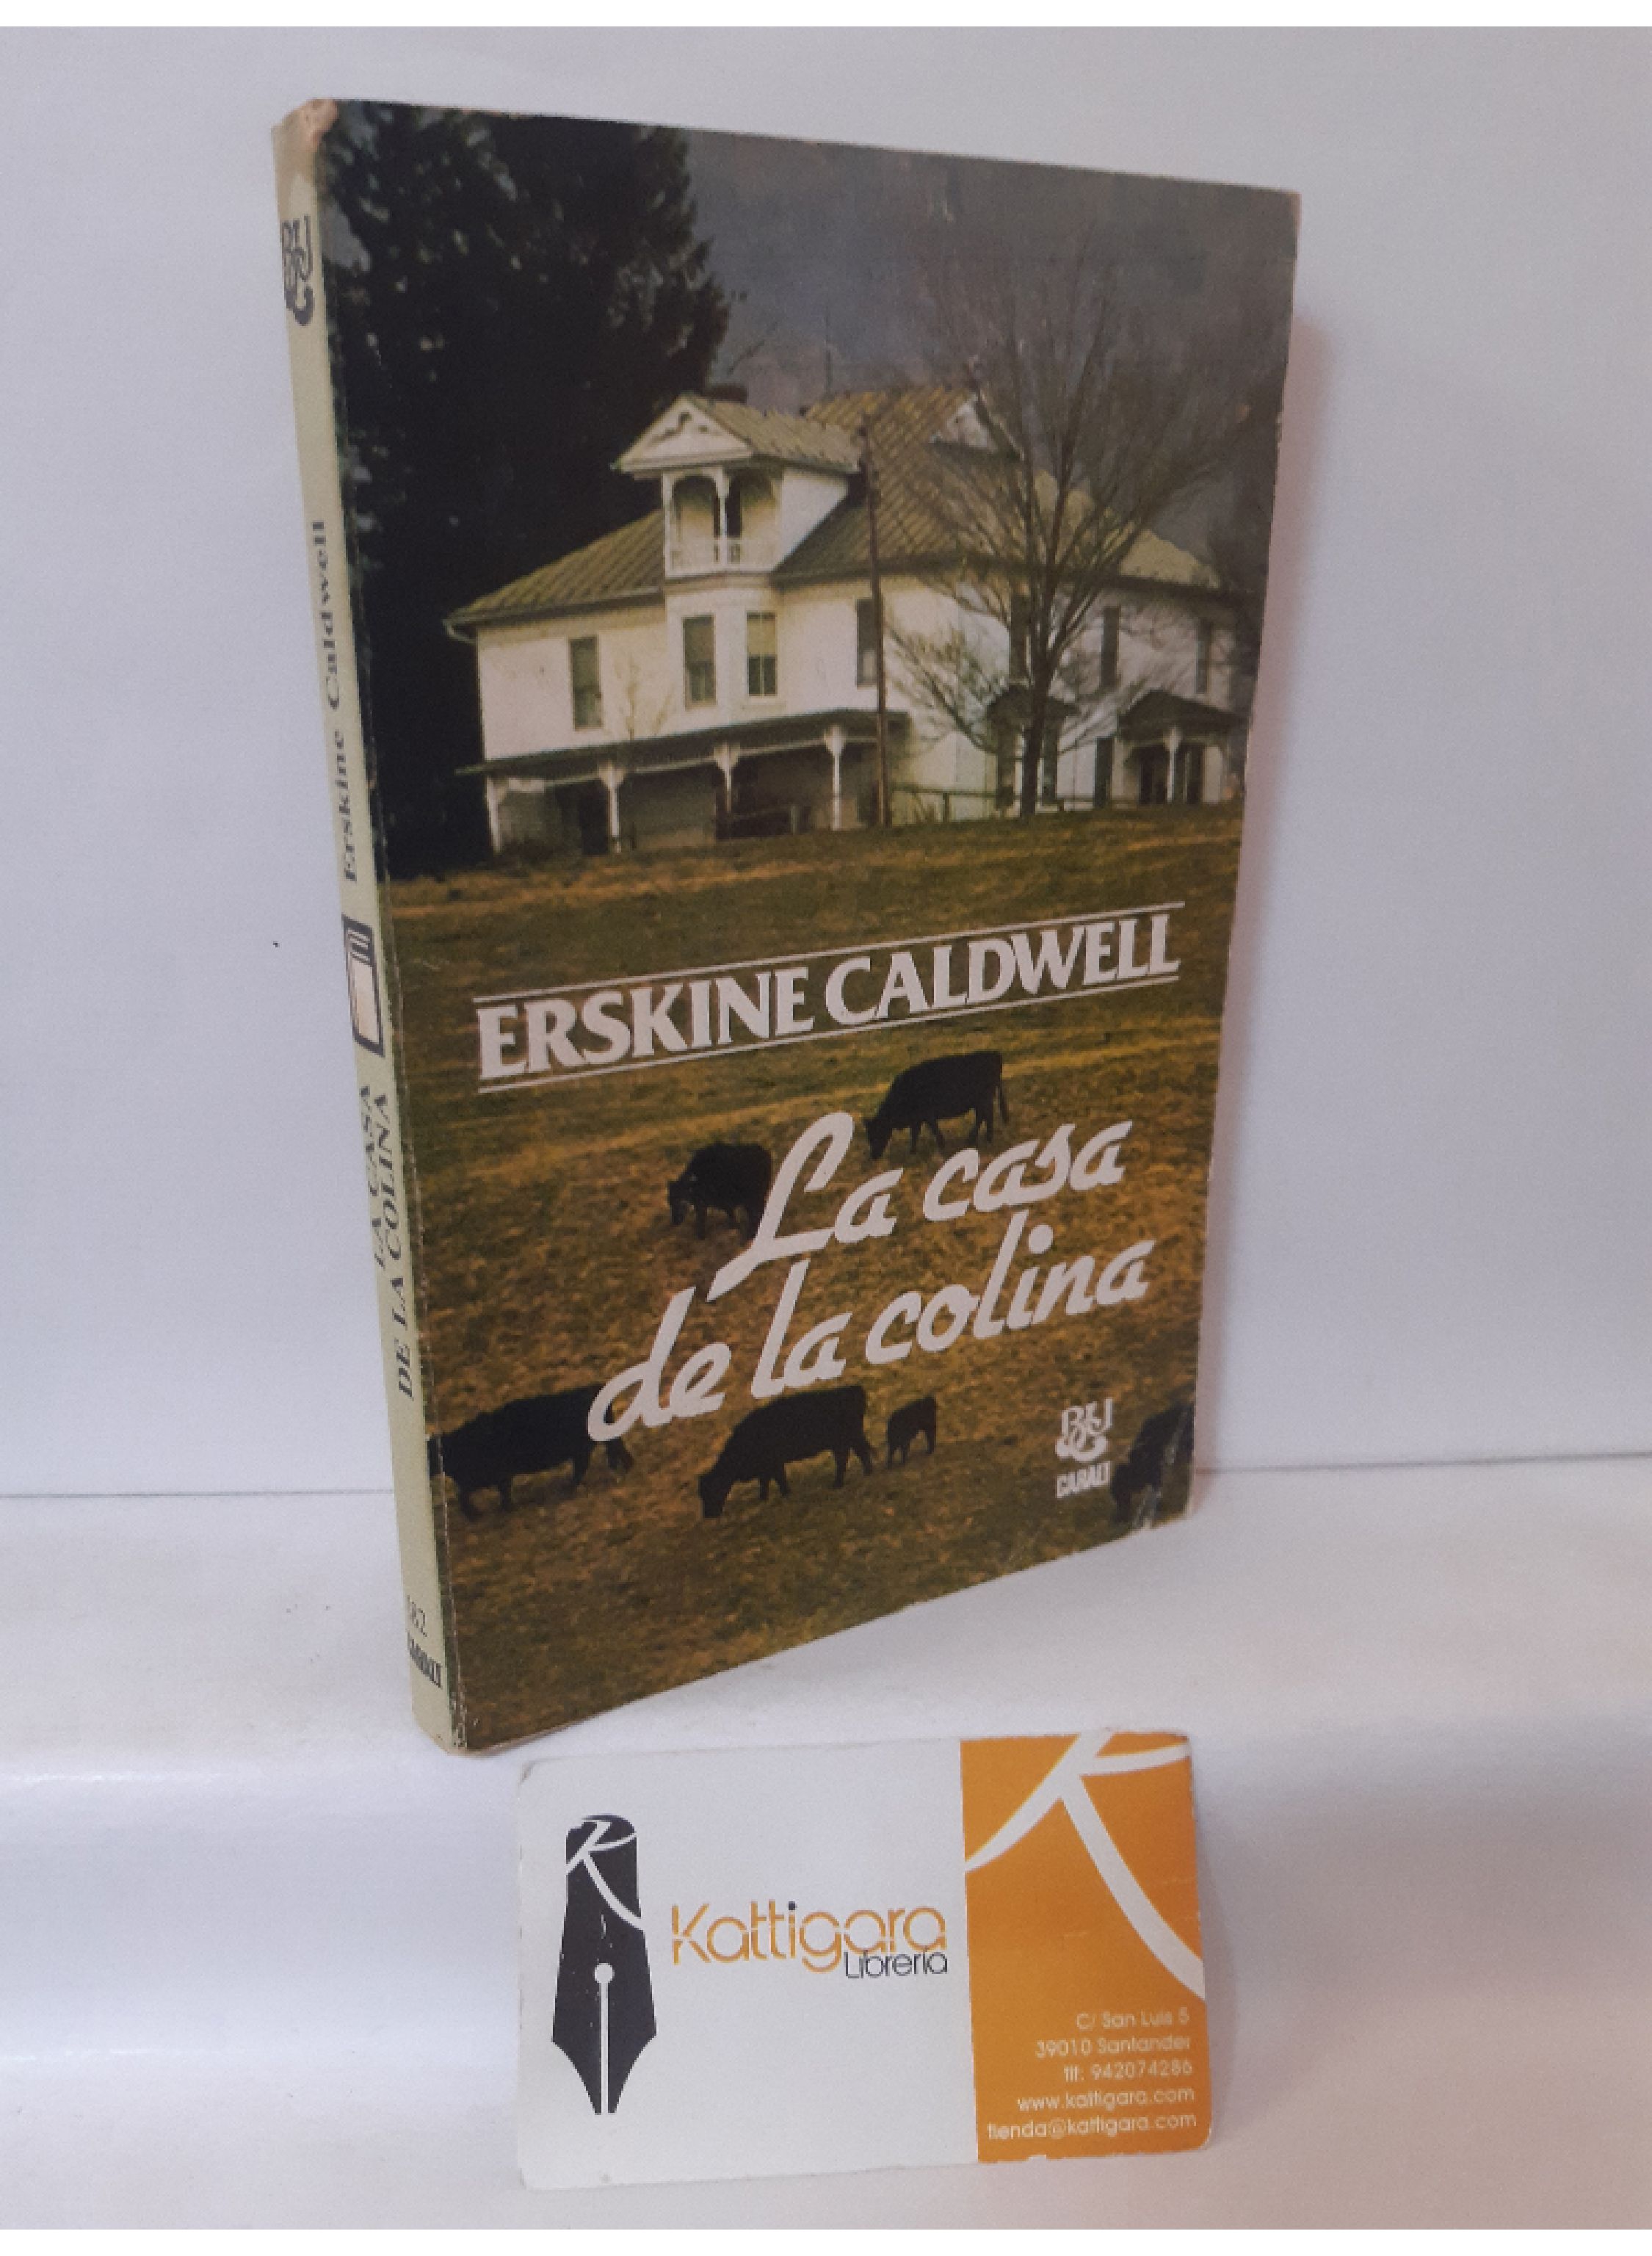 Erskine Caldwell
LA CASA
DE LA COLINA
CARALT
ERSKINE CALDWELL
La casa
de la colina
CARALT
Kattigara
Librería
C/ San Luis 5
39010 Santander
tlf: 942074286
www.kattigara.com
tienda@kattigara.com